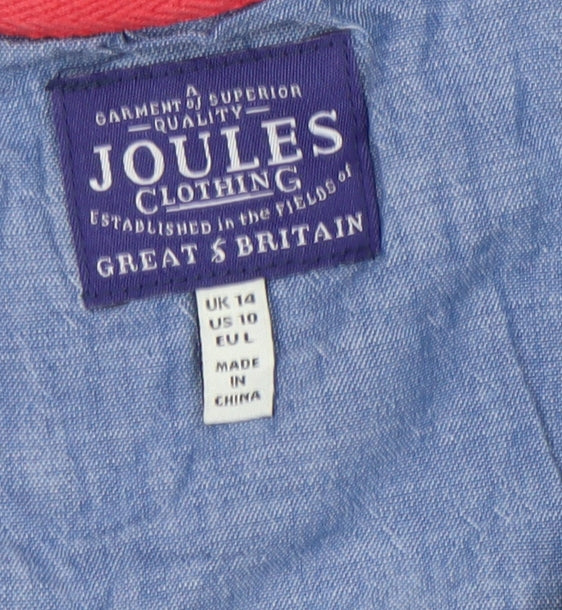 A
GARMENT of SUPERIOR
QUALITY
JOULES
CLOTHING
ESTABLISHED in the FIELDS of
GREAT & BRITAIN
UK 14
US 10
EU L
MADE
IN
CHINA